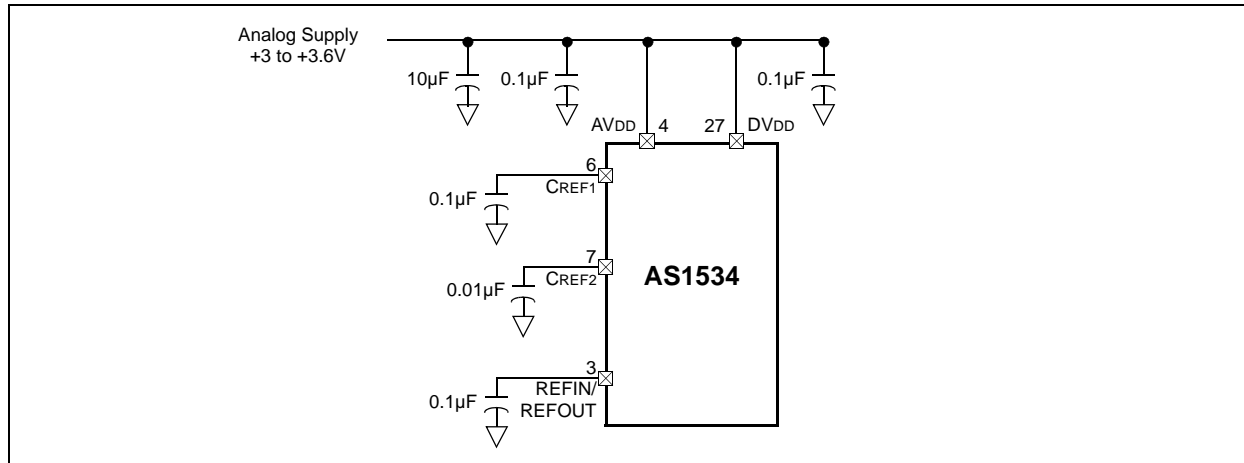 Analog Supply
+3 to +3.6V
10µF
0.1µF
0.1µF
AVDD
4
27
DVDD
6
CREF1
0.1µF
7
CREF2
0.01µF
AS1534
3
REFIN/
REFOUT
0.1µF